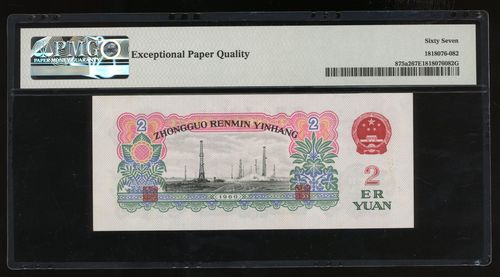 PMG
PAPER MONEY GUARANTY
Exceptional Paper Quality
Sixty Seven
1818076-082
875a267E1818076082G
2 2
ZHONGGUO RENMIN YINHANG
1960
2
ER
YUAN